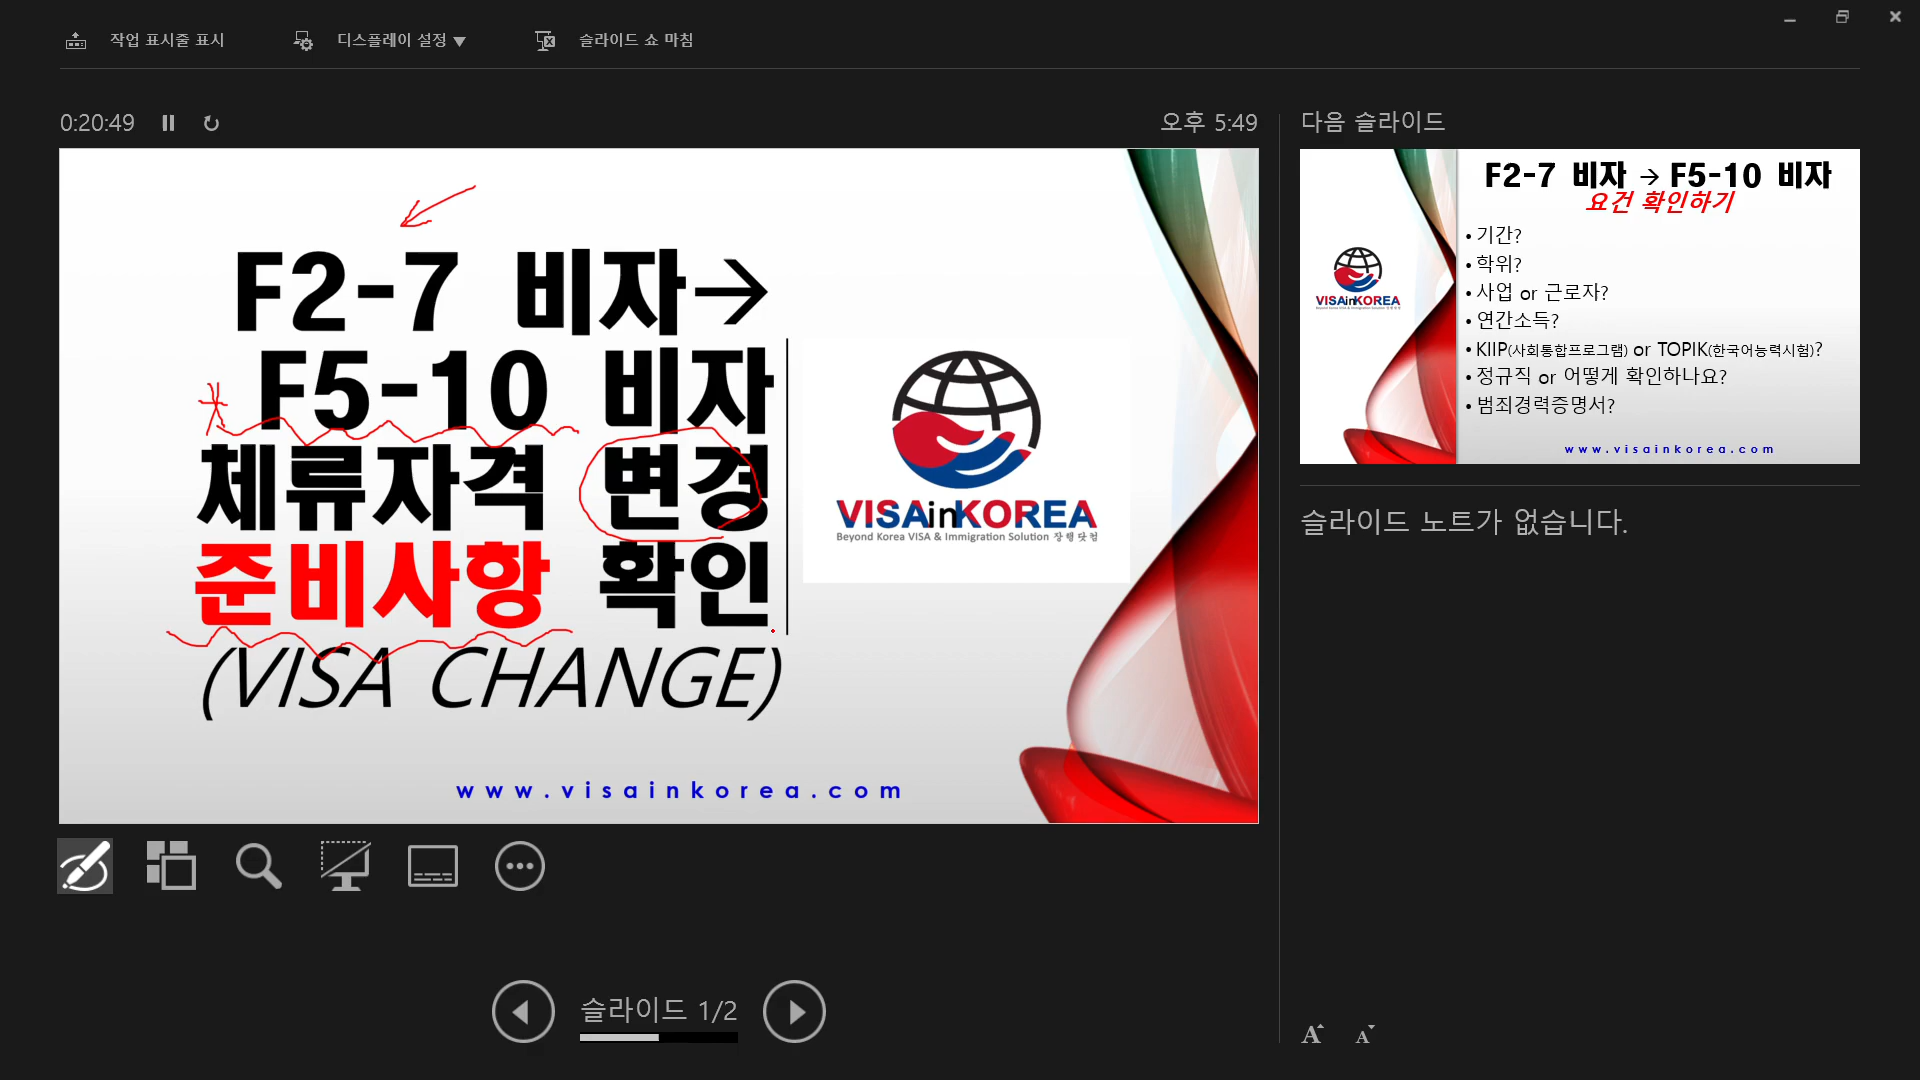 작업 표시줄 표시
디스플레이 설정 ▼
슬라이드 쇼 마침
0:20:49
오후 5:49
다음 슬라이드
F2-7 비자→
F5-10 비자
체류자격 변경
준비사항 확인
(VISA CHANGE)
VISAinKOREA
Beyond Korea VISA & Immigration Solution 장행닷컴
www.visainkorea.com
F2-7 비자 → F5-10 비자
요건 확인하기
VISAinKOREA
• 기간?
• 학위?
• 사업 or 근로자?
• 연간소득?
• KIIP(사회통합프로그램) or TOPIK(한국어능력시험)?
• 정규직 or 어떻게 확인하나요?
• 범죄경력증명서?
www.visainkorea.com
슬라이드 노트가 없습니다.
슬라이드 1/2
A A